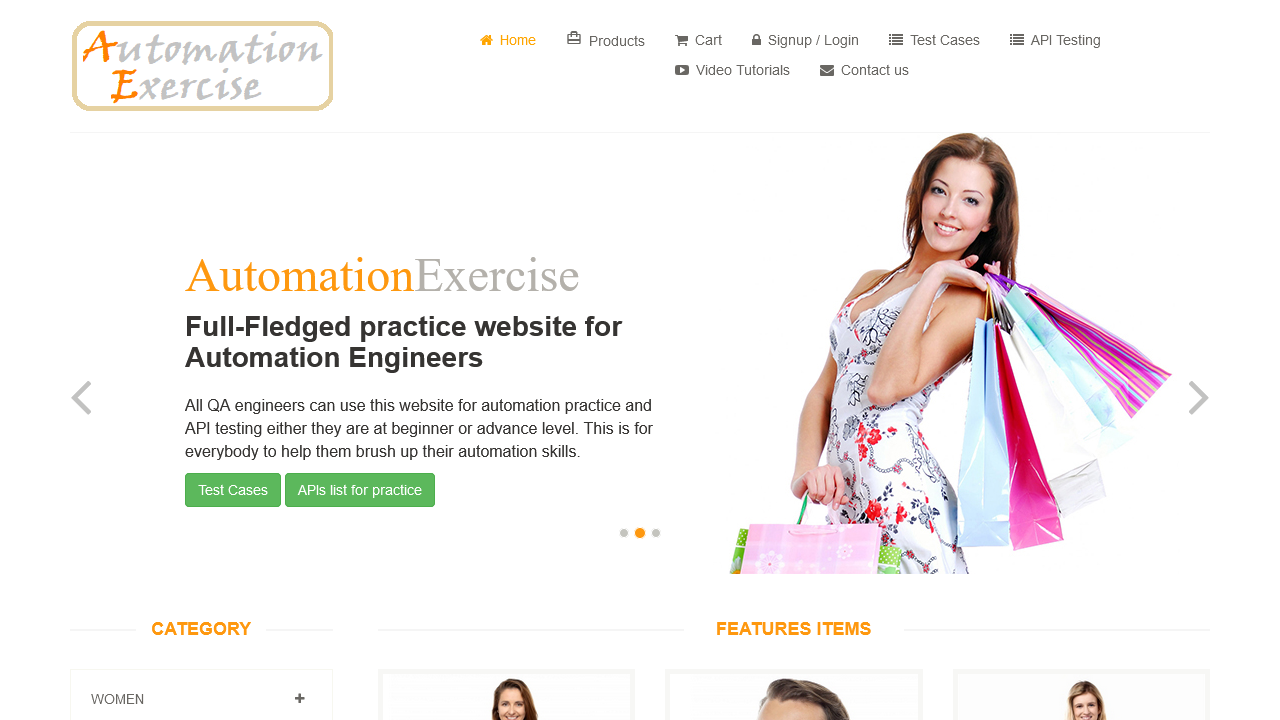 Automation
Exercise
Home
Products
Cart
Signup / Login
Test Cases
API Testing
Video Tutorials
Contact us
AutomationExercise
Full-Fledged practice website for
Automation Engineers
All QA engineers can use this website for automation practice and
API testing either they are at beginner or advance level. This is for
everybody to help them brush up their automation skills.
Test Cases
APIs list for practice
CATEGORY
FEATURES ITEMS
WOMEN